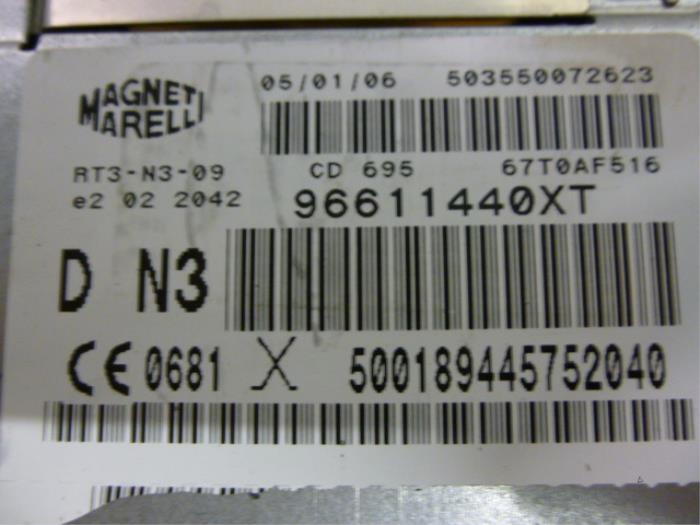 MAGNETI
MARELLI
05/01/06 503550072623
RT3-N3-09 CD 695 67T0AF516
e2 02 2042 96611440XT
D N3
CE 0681 X 500189445752040